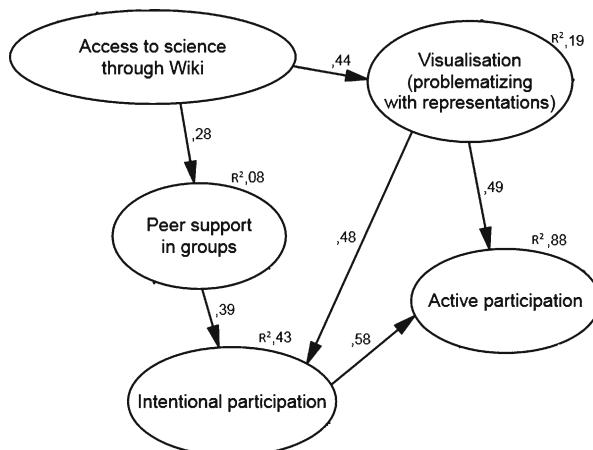 Access to science
through Wiki
,44
R²,19
Visualisation
(problematizing
with representations)
,28
R²,08
Peer support
in groups
,48
,49
R²,88
Active participation
,39
R²,43
,58
Intentional participation